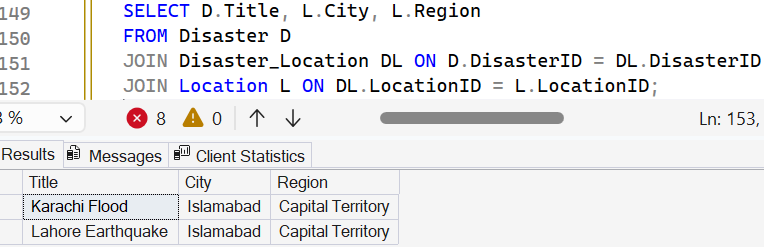 149 SELECT D.Title, L.City, L.Region
150 FROM Disaster D
151 JOIN Disaster_Location DL ON D.DisasterID = DL.DisasterID
152 JOIN Location L ON DL.LocationID = L.LocationID;
% 8 0 Ln: 153,
Results Messages Client Statistics
Title City Region
Karachi Flood Islamabad Capital Territory
Lahore Earthquake Islamabad Capital Territory